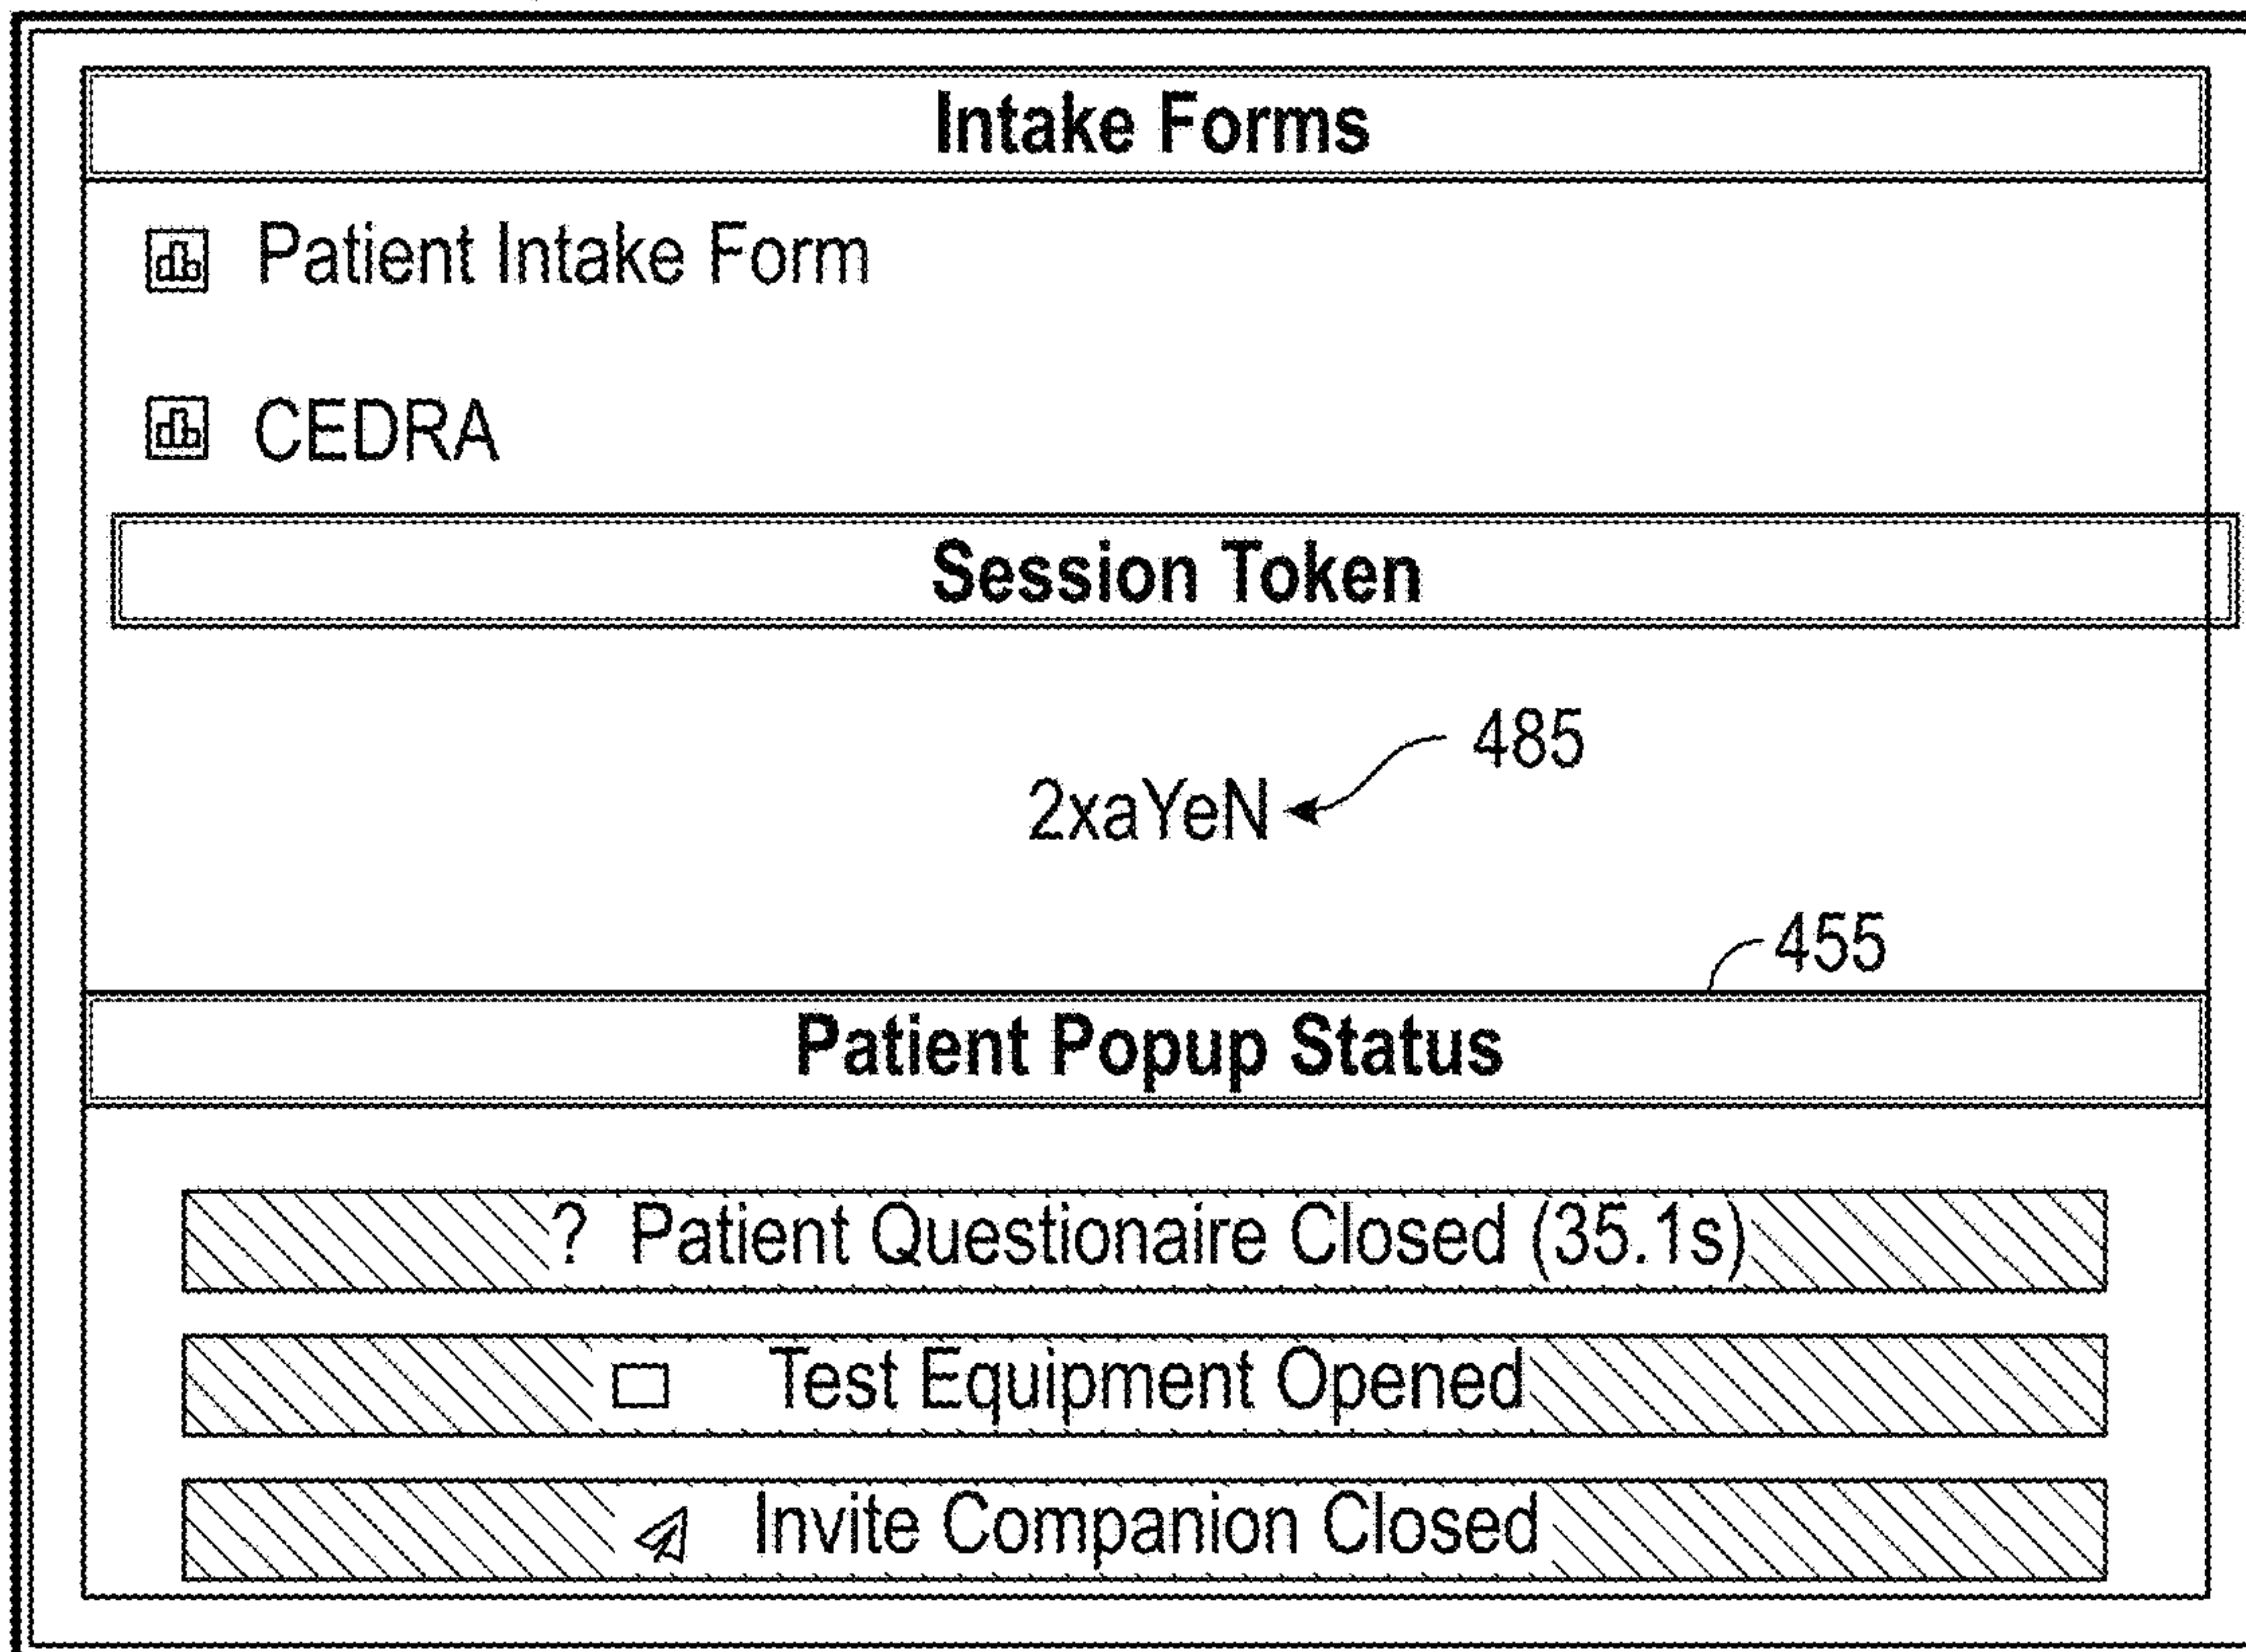 Intake Forms
Patient Intake Form
CEDRA
Session Token
485
2xaYeN
455
Patient Popup Status
? Patient Questionaire Closed (35.1s)
Test Equipment Opened
Invite Companion Closed